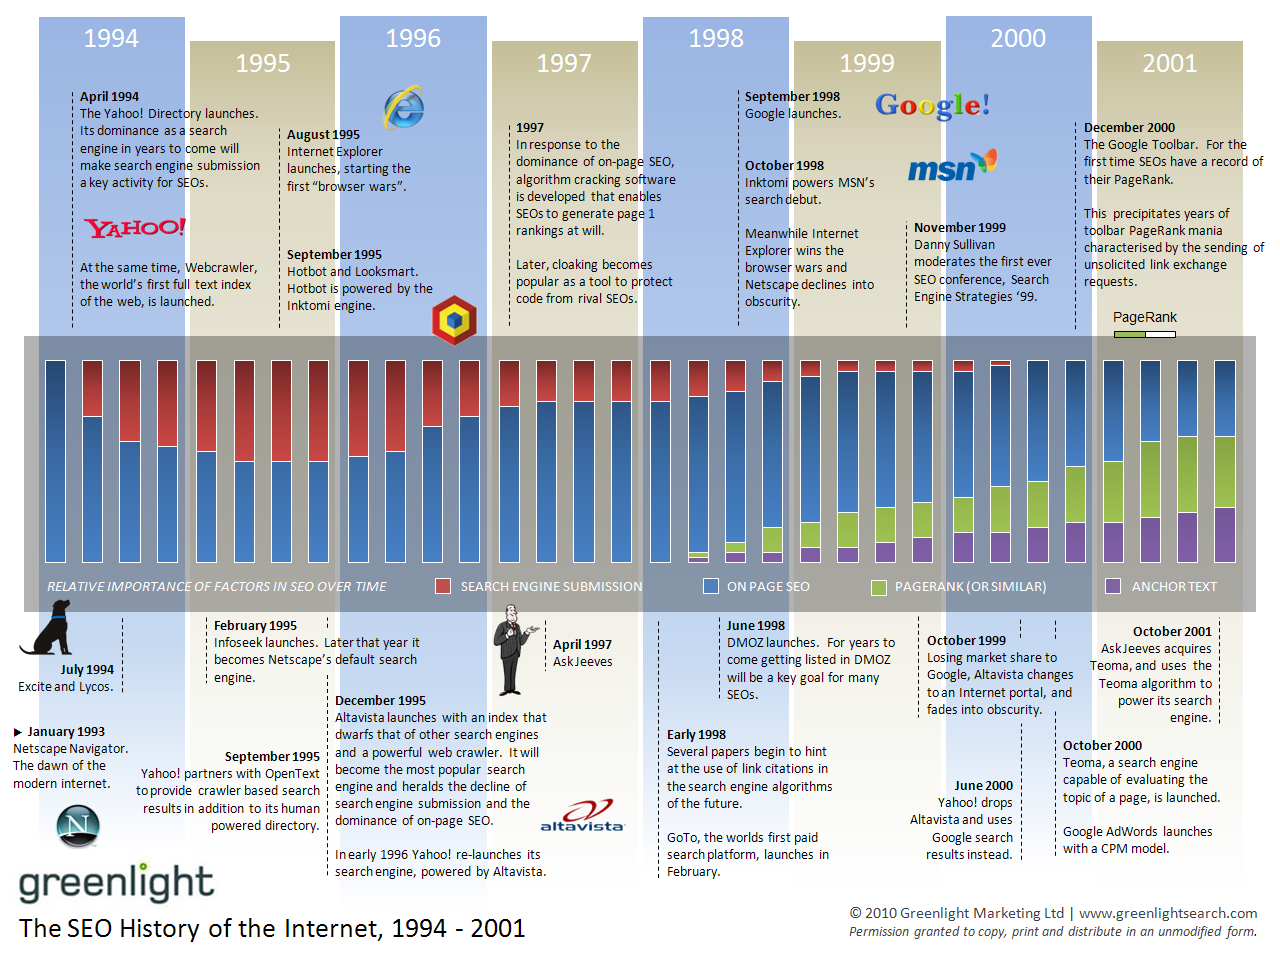 1994
1995
1996
1997
1998
1999
2000
2001
April 1994
The Yahoo! Directory launches.
Its dominance as a search
engine in years to come will
make search engine submission
a key activity for SEOs.
YAHOO!
At the same time, Webcrawler,
the world's first full text index
of the web, is launched.
August 1995
Internet Explorer
launches, starting the
first “browser wars”.
September 1995
Hotbot and Looksmart.
Hotbot is powered by the
Inktomi engine.
1997
In response to the
dominance of on-page SEO,
algorithm cracking software
is developed that enables
SEOs to generate page 1
rankings at will.
Later, cloaking becomes
popular as a tool to protect
code from rival SEOs.
September 1998
Google launches.
Google!
October 1998
Inktomi powers MSN's
search debut.
msn
Meanwhile Internet
Explorer wins the
browser wars and
Netscape declines into
obscurity.
November 1999
Danny Sullivan
moderates the first ever
SEO conference, Search
Engine Strategies ‘99.
December 2000
The Google Toolbar. For the
first time SEOs have a record of
their PageRank.
This precipitates years of
toolbar PageRank mania
characterised by the sending of
unsolicited link exchange
requests.
PageRank
RELATIVE IMPORTANCE OF FACTORS IN SEO OVER TIME
SEARCH ENGINE SUBMISSION
ON PAGE SEO
PAGERANK (OR SIMILAR)
ANCHOR TEXT
July 1994
Excite and Lycos.
► January 1993
Netscape Navigator.
The dawn of the
modern internet.
N
February 1995
Infoseek launches. Later that year it
becomes Netscape's default search
engine.
September 1995
Yahoo! partners with OpenText
to provide crawler based search
results in addition to its human
powered directory.
December 1995
Altavista launches with an index that
dwarfs that of other search engines
and a powerful web crawler. It will
become the most popular search
engine and heralds the decline of
search engine submission and the
dominance of on-page SEO.
In early 1996 Yahoo! re-launches its
search engine, powered by Altavista.
altavista
April 1997
Ask Jeeves
June 1998
DMOZ launches. For years to
come getting listed in DMOZ
will be a key goal for many
SEOs.
Early 1998
Several papers begin to hint
at the use of link citations in
the search engine algorithms
of the future.
GoTo, the worlds first paid
search platform, launches in
February.
October 1999
Losing market share to
Google, Altavista changes
to an Internet portal, and
fades into obscurity.
June 2000
Yahoo! drops
Altavista and uses
Google search
results instead.
October 2001
Ask Jeeves acquires
Teoma, and uses the
Teoma algorithm to
power its search
engine.
October 2000
Teoma, a search engine
capable of evaluating the
topic of a page, is launched.
Google AdWords launches
with a CPM model.
greenlight
The SEO History of the Internet, 1994 - 2001
© 2010 Greenlight Marketing Ltd | www.greenlightsearch.com
Permission granted to copy, print and distribute in an unmodified form.